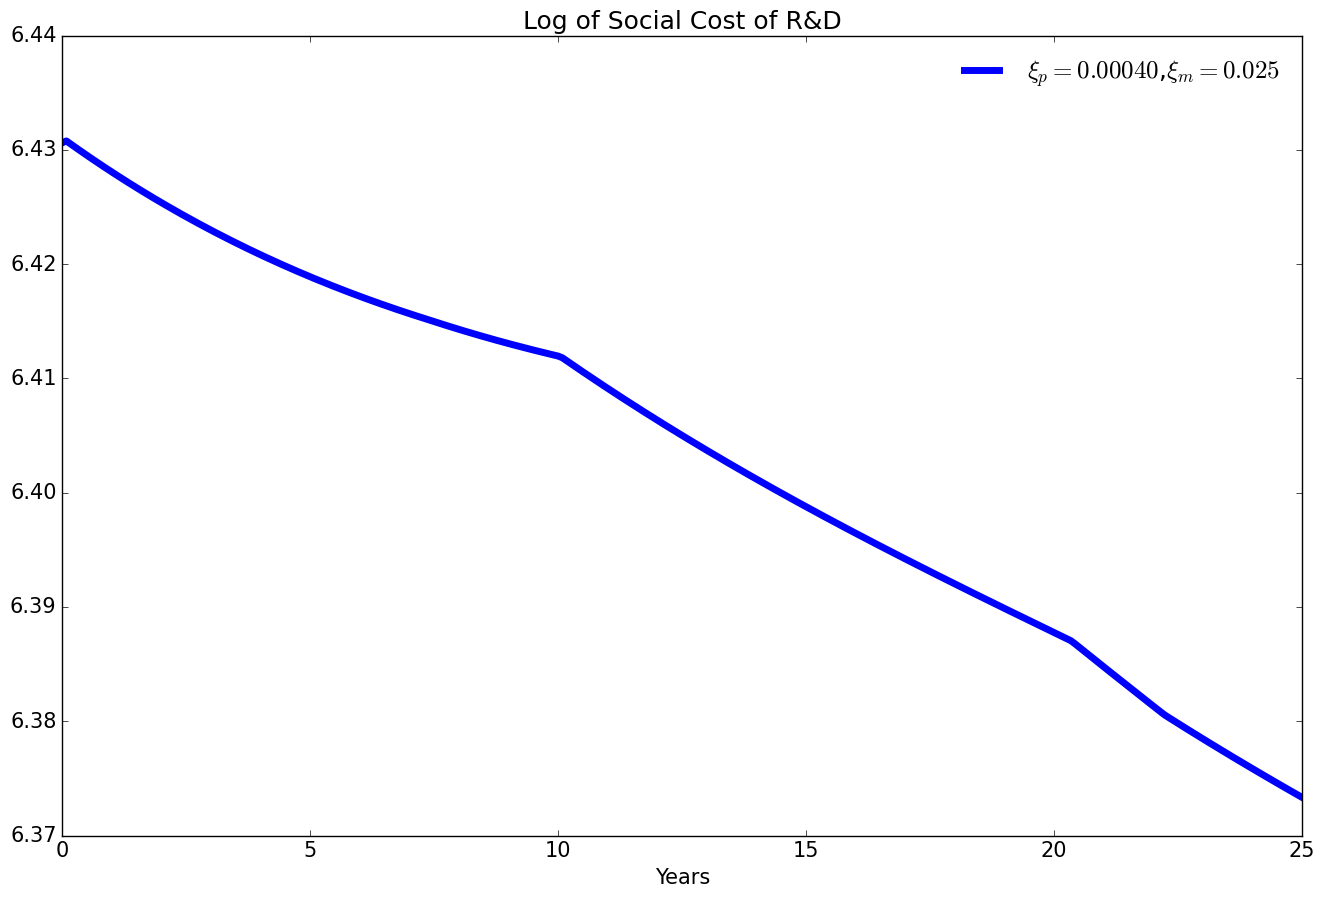 Log of Social Cost of R&D
ξp = 0.00040,ξm = 0.025
6.44
6.43
6.42
6.41
6.40
6.39
6.38
6.37
0 5 10 15 20 25
Years